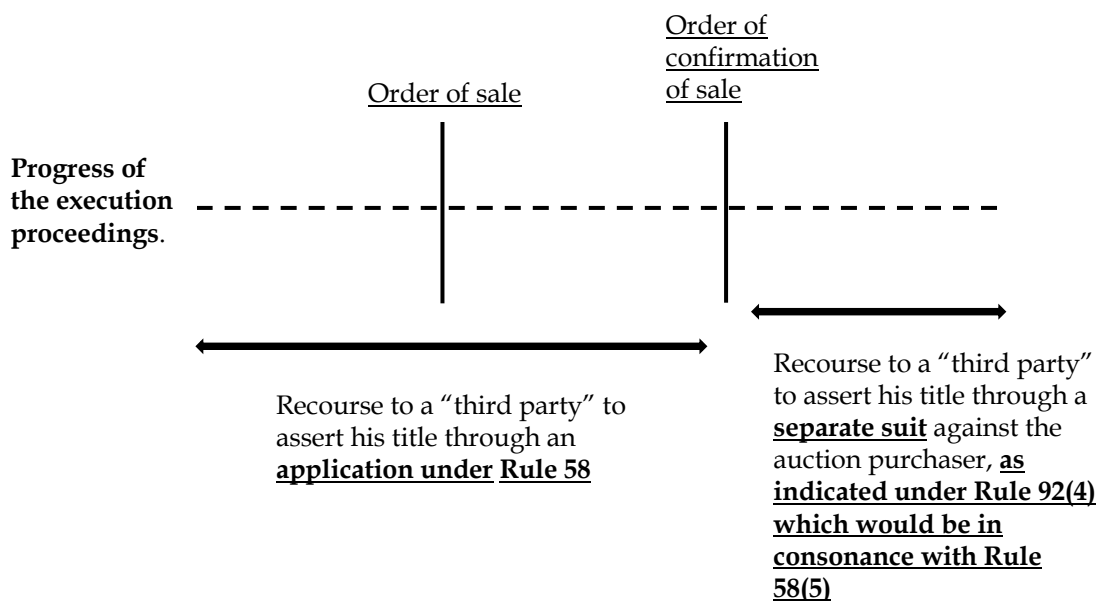 Order of
confirmation
of sale
Order of sale
Progress of
the execution
proceedings.
Recourse to a “third party” to
assert his title through an
application under Rule 58
Recourse to a “third party”
to assert his title through a
separate suit against the
auction purchaser, as
indicated under Rule 92(4)
which would be in
consonance with Rule
58(5)